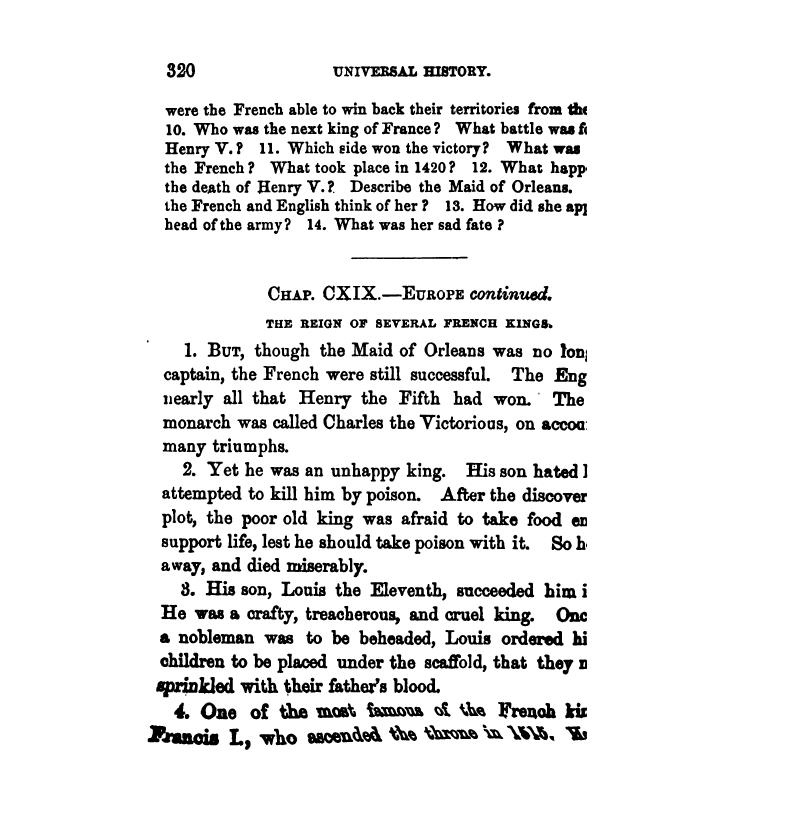 320 UNIVERSAL HISTORY.
were the French able to win back their territories from the
10. Who was the next king of France? What battle was
Henry V.? 11. Which side won the victory? What was
the French? What took place in 1420? 12. What
the death of Henry V.? Describe the Maid of Orleans.
the French and English think of her? 13. How did she
head of the army? 14. What was her sad fate?
CHAP. CXIX.—EUROPE continued.
THE REIGN OF SEVERAL FRENCH KINGS.
1. BUT, though the Maid of Orleans was no
captain, the French were still successful. The Eng
nearly all that Henry the Fifth had won. The
monarch was called Charles the Victorious, on
many triumphs.
2. Yet he was an unhappy king. His son hated
attempted to kill him by poison. After the discover
plot, the poor old king was afraid to take food en
support life, lest he should take poison with it. So
away, and died miserably.
3. His son, Louis the Eleventh, succeeded him i
He was a crafty, treacherous, and cruel king. Onc
a nobleman was to be beheaded, Louis ordered hi
children to be placed under the scaffold, that they
sprinkled with their father's blood.
4. One of the most famous of the French
Francis I., who ascended the throne in 1515.